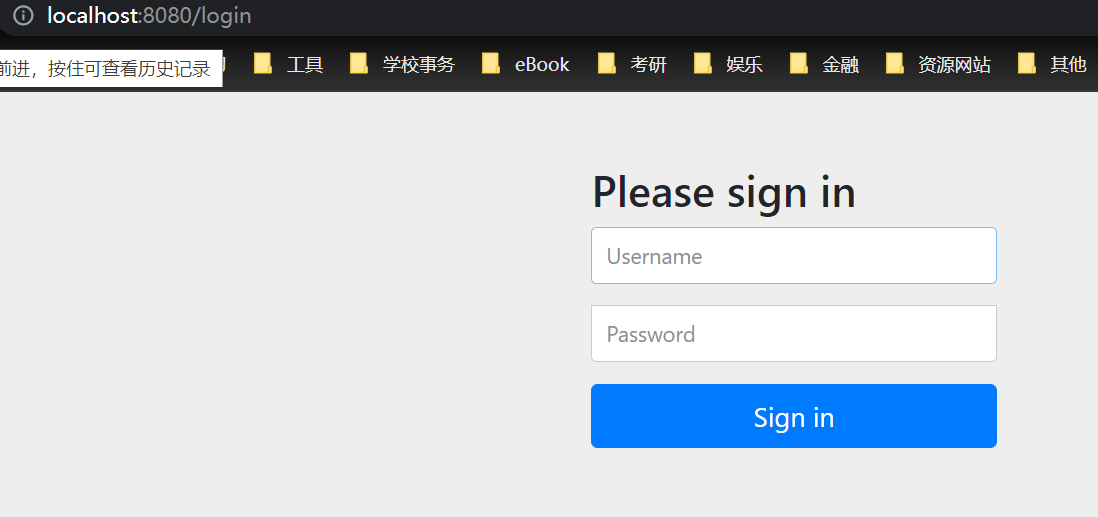 localhost:8080/login
前进，按住可查看历史记录 工具 学校事务 eBook 考研 娱乐 金融 资源网站 其他
Please sign in
Username
Password
Sign in